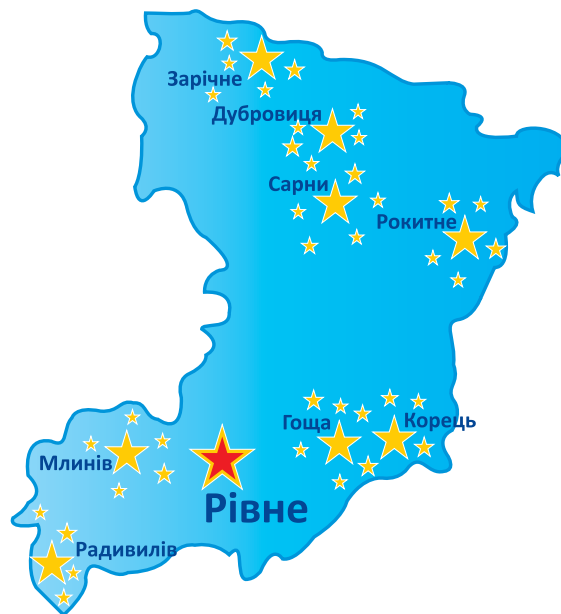 Зарічне
Дубровиця
Сарни
Рокитне
Гоща
Корець
Млинів
Рівне
Радивилів